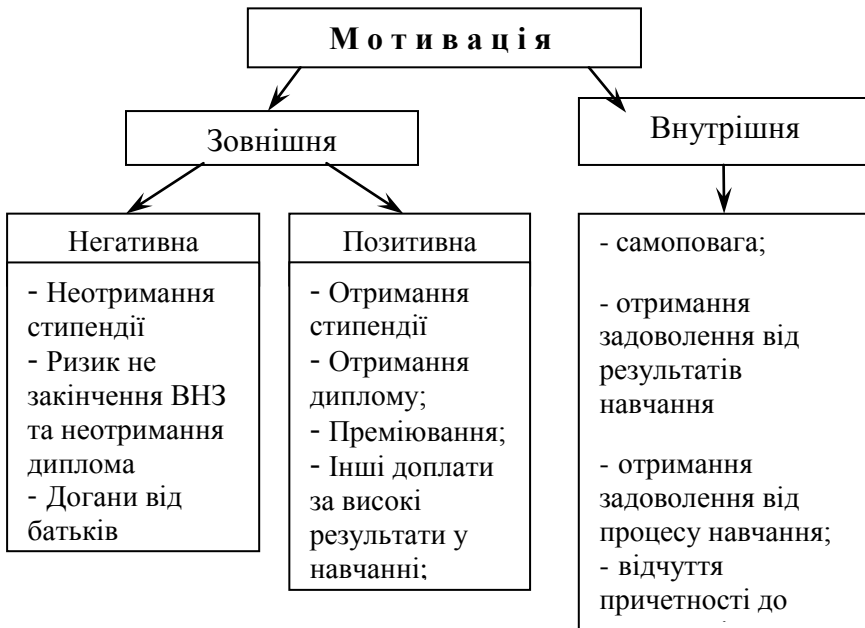 М о т и в а ц і я
Зовнішня
Внутрішня
Негативна
- Неотримання
стипендії
- Ризик не
закінчення ВНЗ
та неотримання
диплома
- Догани від
батьків
Позитивна
- Отримання
стипендії
- Отримання
диплому;
- Преміювання;
- Інші доплати
за високі
результати у
навчанні;
- самоповага;
- отримання
задоволення від
результатів
навчання
- отримання
задоволення від
процесу навчання;
- відчуття
причетності до